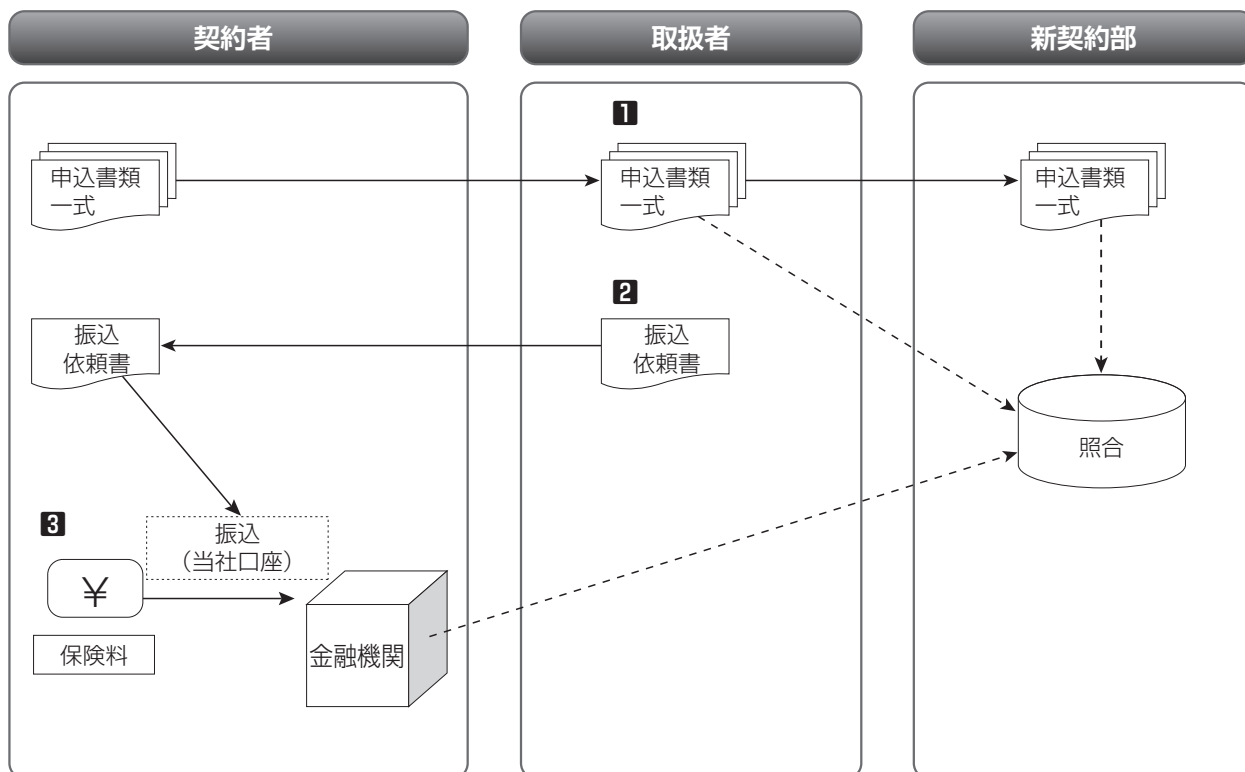 契約者
取扱者
新契約部
1
申込書類
一式
申込書類
一式
申込書類
一式
2
振込
依頼書
振込
依頼書
照合
3
振込
(当社口座)
¥
保険料
金融機関